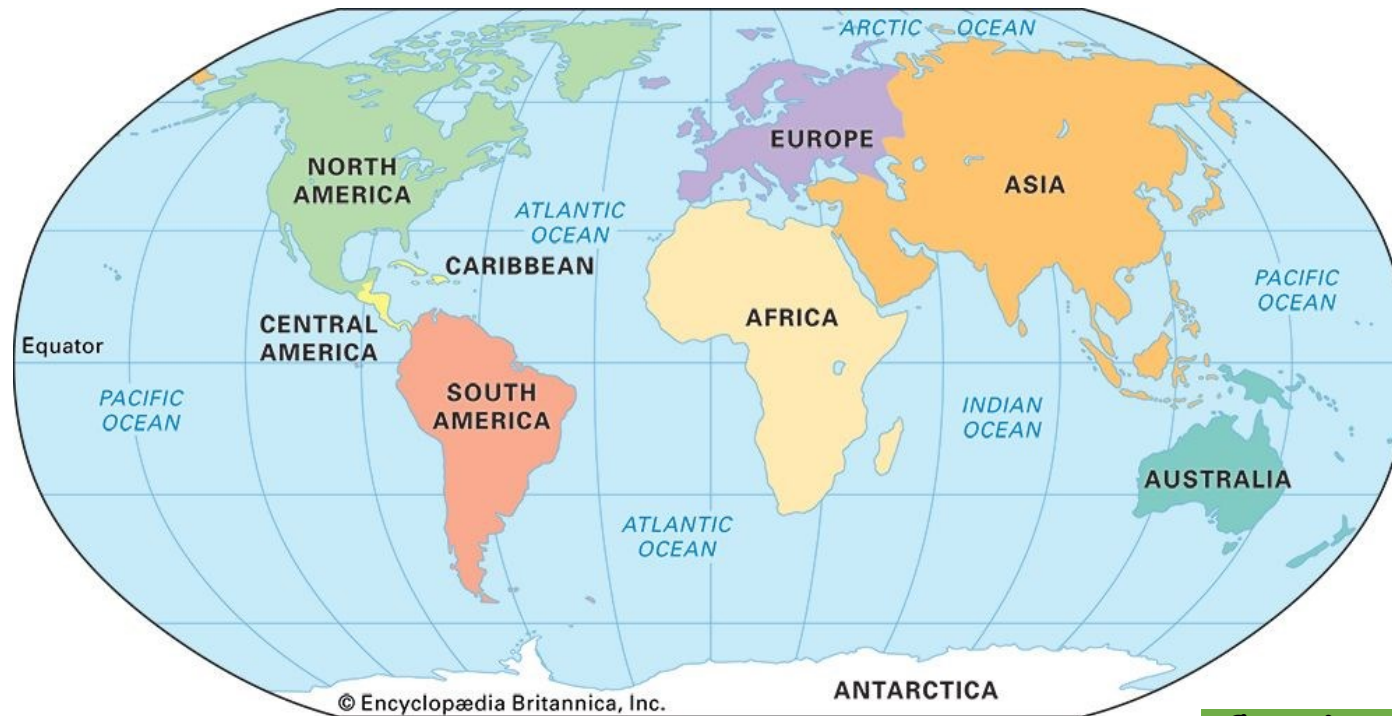 ARCTIC OCEAN
NORTH
AMERICA
EUROPE
ASIA
ATLANTIC
OCEAN
CARIBBEAN
PACIFIC
OCEAN
CENTRAL
AMERICA
AFRICA
Equator
PACIFIC
OCEAN
SOUTH
AMERICA
INDIAN
OCEAN
AUSTRALIA
ATLANTIC
OCEAN
ANTARCTICA
© Encyclopædia Britannica, Inc.